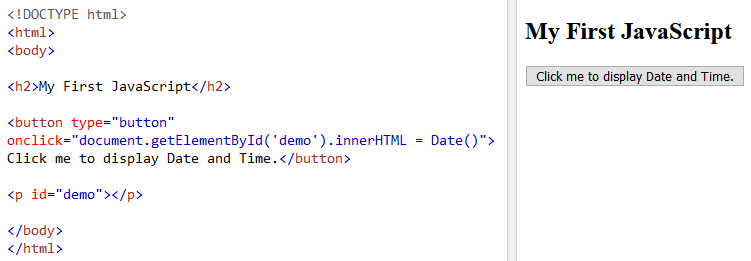 <!DOCTYPE html>
<html>
<body>
<h2>My First JavaScript</h2>
<button type="button"
onclick="document.getElementById('demo').innerHTML = Date()">
Click me to display Date and Time.</button>
<p id="demo"></p>
</body>
</html>
My First JavaScript
Click me to display Date and Time.